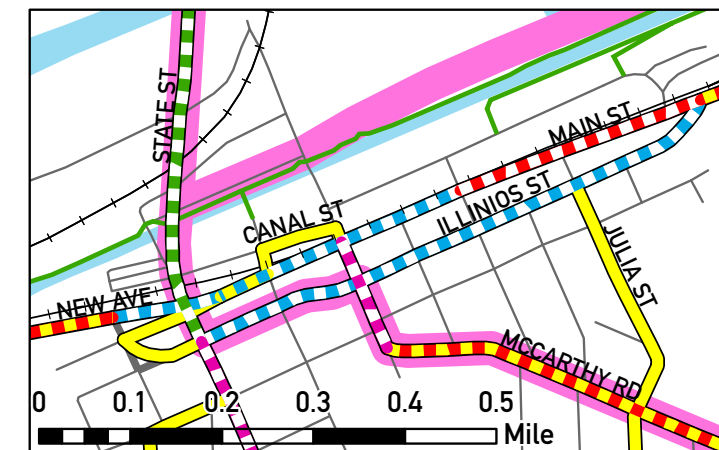 STATE ST
MAIN ST
ILLINIOS ST
CANAL ST
JULIA ST
NEW AVE
MCCARTHY RD
0 0.1 0.2 0.3 0.4 0.5
Mile